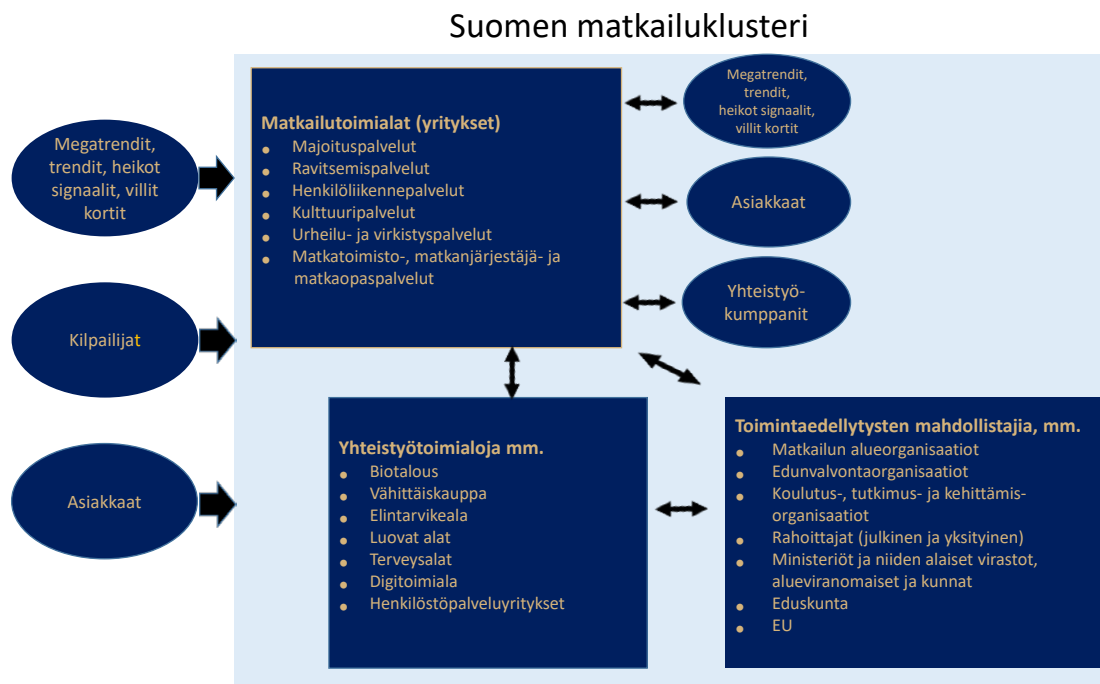 Suomen matkailuklusteri
Megatrendit,
trendit, heikot
signaalit, villit
kortit
Kilpailijat
Asiakkaat
Matkailutoimialat (yritykset)
• Majoituspalvelut
• Ravitsemispalvelut
• Henkilöliikennepalvelut
• Kulttuuripalvelut
• Urheilu- ja virkistyspalvelut
• Matkatoimisto-, matkanjärjestäjä- ja
matkaopaspalvelut
Megatrendit,
trendit,
heikot signaalit,
villit kortit
Asiakkaat
Yhteistyö-
kumppanit
Yhteistyötoimialoja mm.
• Biotalous
• Vähittäiskauppa
• Elintarvikeala
• Luovat alat
• Terveysalat
• Digitoimiala
• Henkilöstöpalveluyritykset
Toimintaedellytysten mahdollistajia, mm.
• Matkailun alueorganisaatiot
• Edunvalvontaorganisaatiot
• Koulutus-, tutkimus- ja kehittämis-
organisaatiot
• Rahoittajat (julkinen ja yksityinen)
• Ministeriöt ja niiden alaiset virastot,
alueviranomaiset ja kunnat
• Eduskunta
• EU